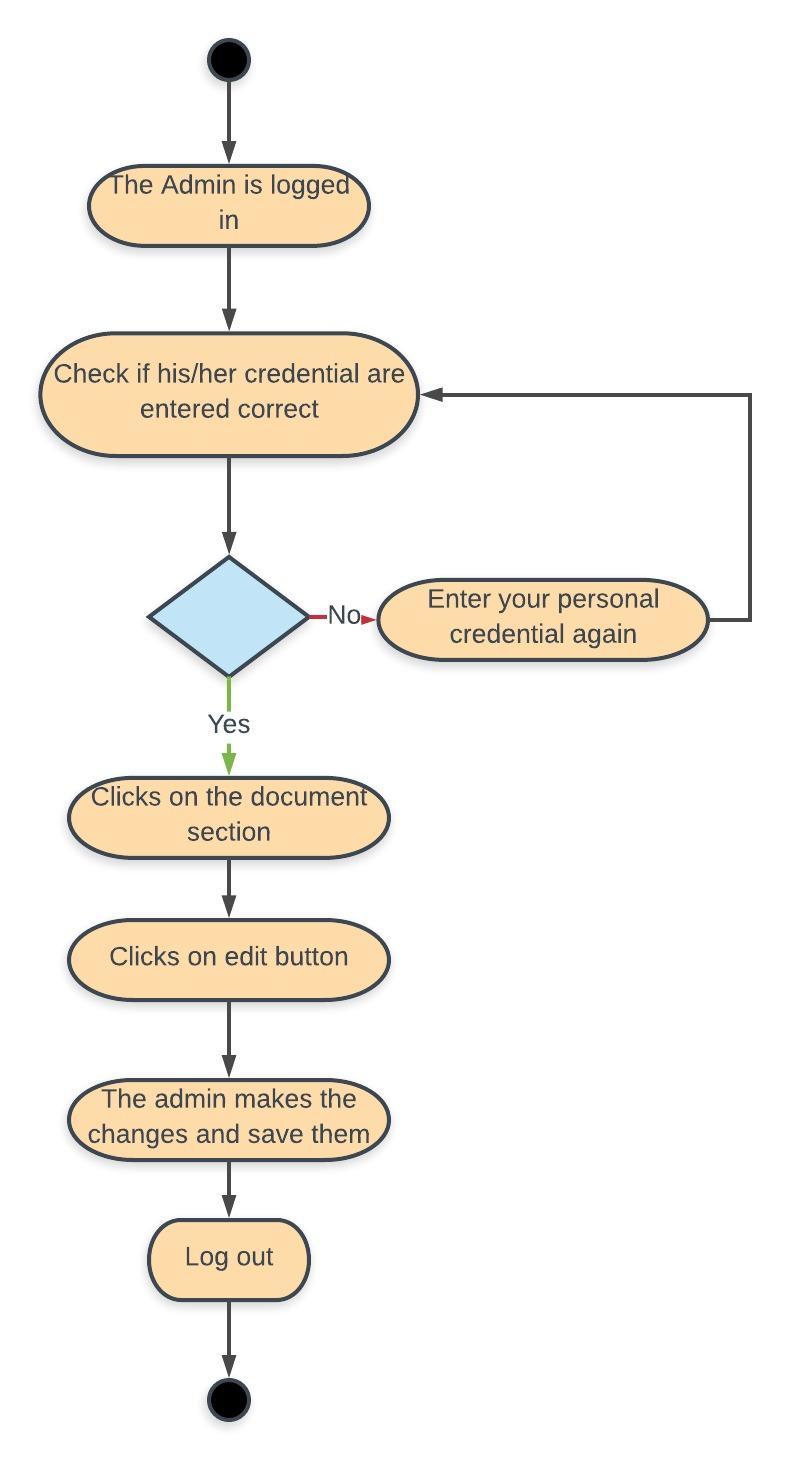 The Admin is logged
in
Check if his/her credential are
entered correct
No
Enter your personal
credential again
Yes
Clicks on the document
section
Clicks on edit button
The admin makes the
changes and save them
Log out